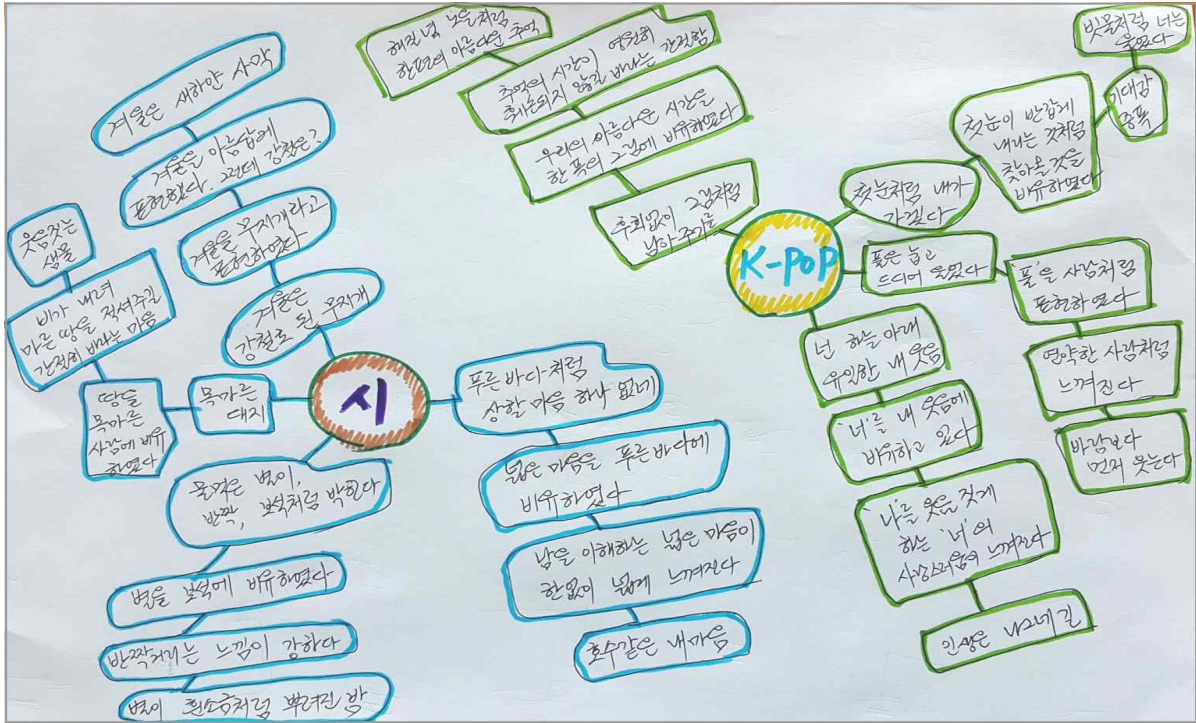 시
겨울은
강철로 된 무지개
겨울을 무지개라고
표현하였다
겨울은 아름답게
표현했다. 그런데 강철은?
겨울은 새하얀 사막
목마른
대지
땅을
목마른
사람에 비유
하였다
비가 내려
마른 땅을 적셔주길
간절히 바라는 마음
웃음짓는
샘물
물먹은 별이,
반짝, 보석처럼 박힌다
별을 보석에 비유하였다
반짝거리는 느낌이 강하다
별이 흰소금처럼 뿌려진 밤
푸른 바다처럼
상할 마음 하나 없네
넓은 마음을 푸른 바다에
비유하였다
남을 이해하는 넓은 마음이
한없이 넓게 느껴진다
호수같은 내마음
K-POP
후회없이 그림처럼
남아주기를
우리의 아름다운 시간을
한 폭의 그림에 비유하였다
추억의 시간이 영원히
훼손되지 않길 바라는 간절함
해질녘 노을처럼
한편의 아름다운 추억
첫눈처럼 내가
가겠다
첫눈이 반갑게
내리는 것처럼
찾아올 것을
비유하였다
기대감
증폭
빗물처럼 너는
울었다
풀은 눕고
드디어 울었다
'풀'을 사람처럼
표현하였다
연약한 사람처럼
느껴진다
바람보다
먼저 웃는다
넌 하늘 아래
유일한 내 웃음
'너'를 내 웃음에
비유하고 있다
'나'를 웃음 짓게
하는 '너'의
사랑스러움이 느껴진다
인생은 나그네 길